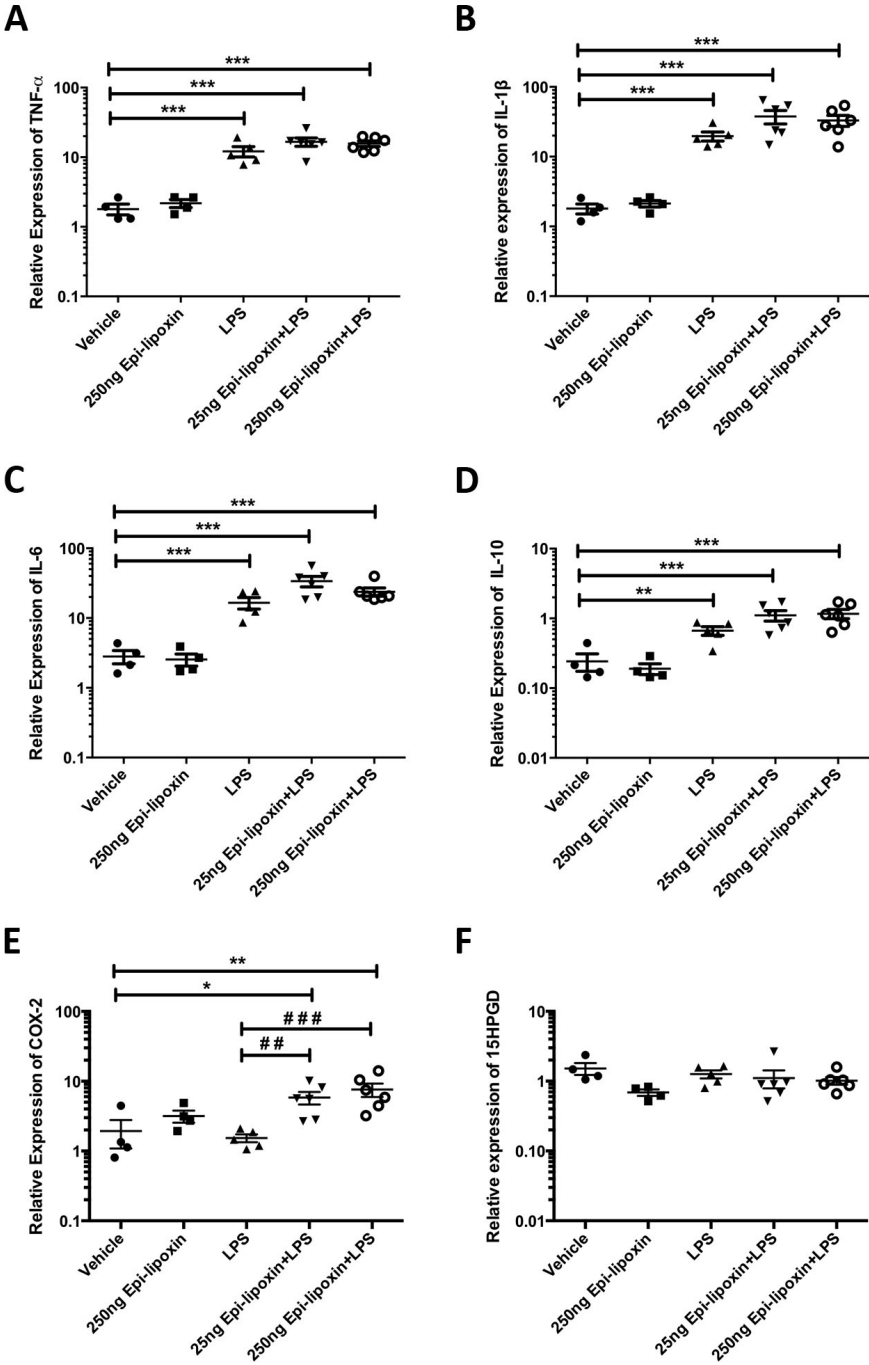 A
Relative Expression of TNF-α
***
***
***
100
10
1
0.1
Vehicle
250ng Epi-lipoxin
LPS
25ng Epi-lipoxin+LPS
250ng Epi-lipoxin+LPS
B
Relative expression of IL-1β
***
***
***
100
10
1
0.1
Vehicle
250ng Epi-lipoxin
LPS
25ng Epi-lipoxin+LPS
250ng Epi-lipoxin+LPS
C
Relative Expression of IL-6
***
***
***
100
10
1
0.1
Vehicle
250ng Epi-lipoxin
LPS
25ng Epi-lipoxin+LPS
250ng Epi-lipoxin+LPS
D
Relative Expression of IL-10
***
***
**
10
1
0.10
0.01
Vehicle
250ng Epi-lipoxin
LPS
25ng Epi-lipoxin+LPS
250ng Epi-lipoxin+LPS
E
Relative Expression of COX-2
**
*
###
##
100
10
1
0.1
Vehicle
250ng Epi-lipoxin
LPS
25ng Epi-lipoxin+LPS
250ng Epi-lipoxin+LPS
F
Relative expression of 15HPGD
10
1
0.10
0.01
Vehicle
250ng Epi-lipoxin
LPS
25ng Epi-lipoxin+LPS
250ng Epi-lipoxin+LPS